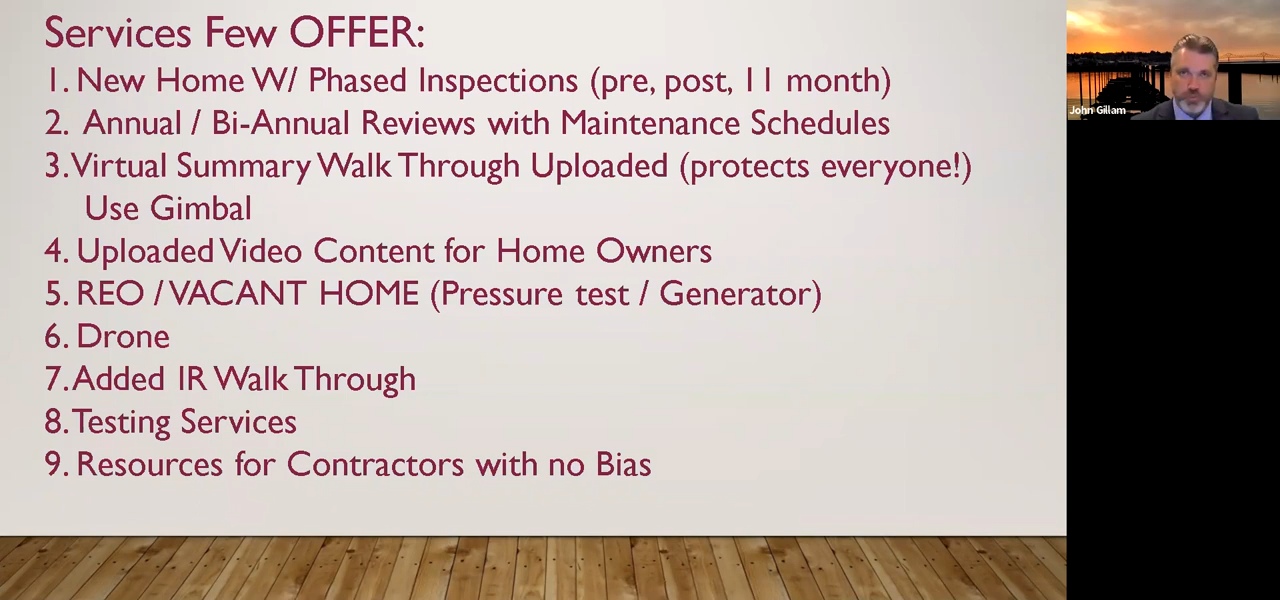 Services Few OFFER:
1. New Home W/ Phased Inspections (pre, post, 11 month)
2. Annual / Bi-Annual Reviews with Maintenance Schedules
3. Virtual Summary Walk Through Uploaded (protects everyone!)
Use Gimbal
4. Uploaded Video Content for Home Owners
5. REO / VACANT HOME (Pressure test / Generator)
6. Drone
7. Added IR Walk Through
8. Testing Services
9. Resources for Contractors with no Bias
John Gillam